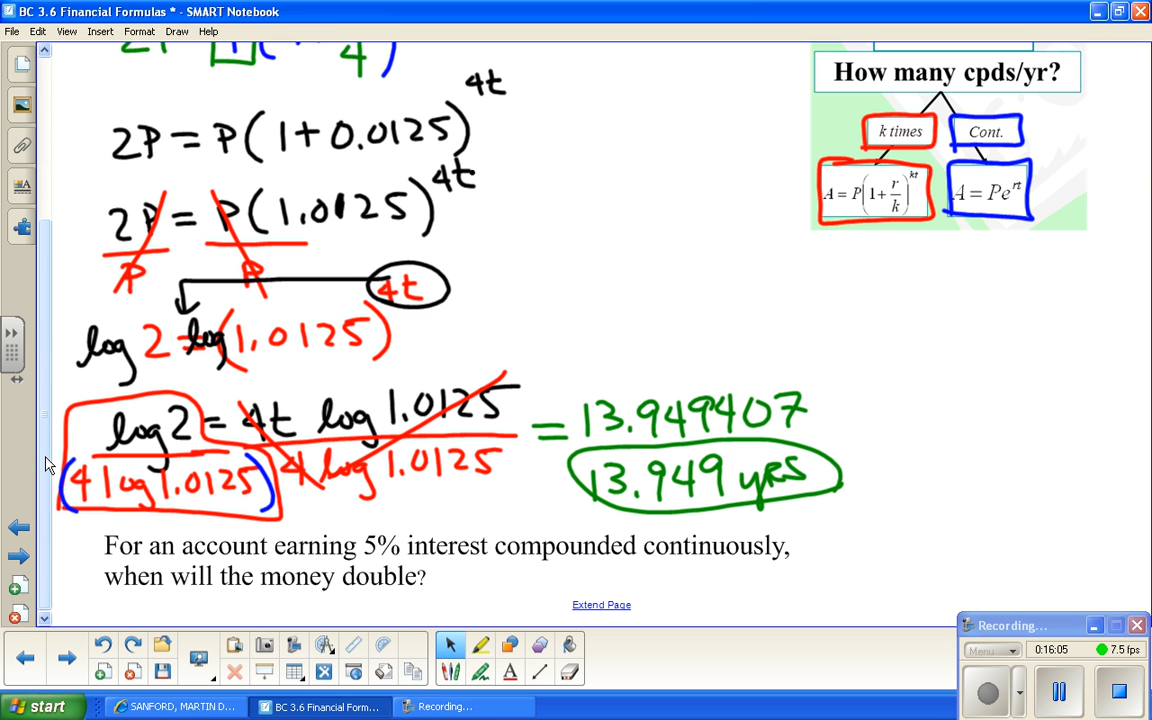 BC 3.6 Financial Formulas * - SMART Notebook
File Edit View Insert Format Draw Help
4
How many cpds/yr?
k times Cont.
A = P(1 + r/k)^kt A = Pe^rt
2P = P(1 + 0.0125)^4t
2P = P(1.0125)^4t
P P
4t
log 2 = log(1.0125)
log 2 = 4t log 1.0125 = 13.949407
(4 log 1.0125) 4 log 1.0125 13.949 yrs
For an account earning 5% interest compounded continuously,
when will the money double?
Extend Page
Recording...
Menu 0:16:05 7.5 fps
start SANFORD, MARTIN D... BC 3.6 Financial Form... Recording...